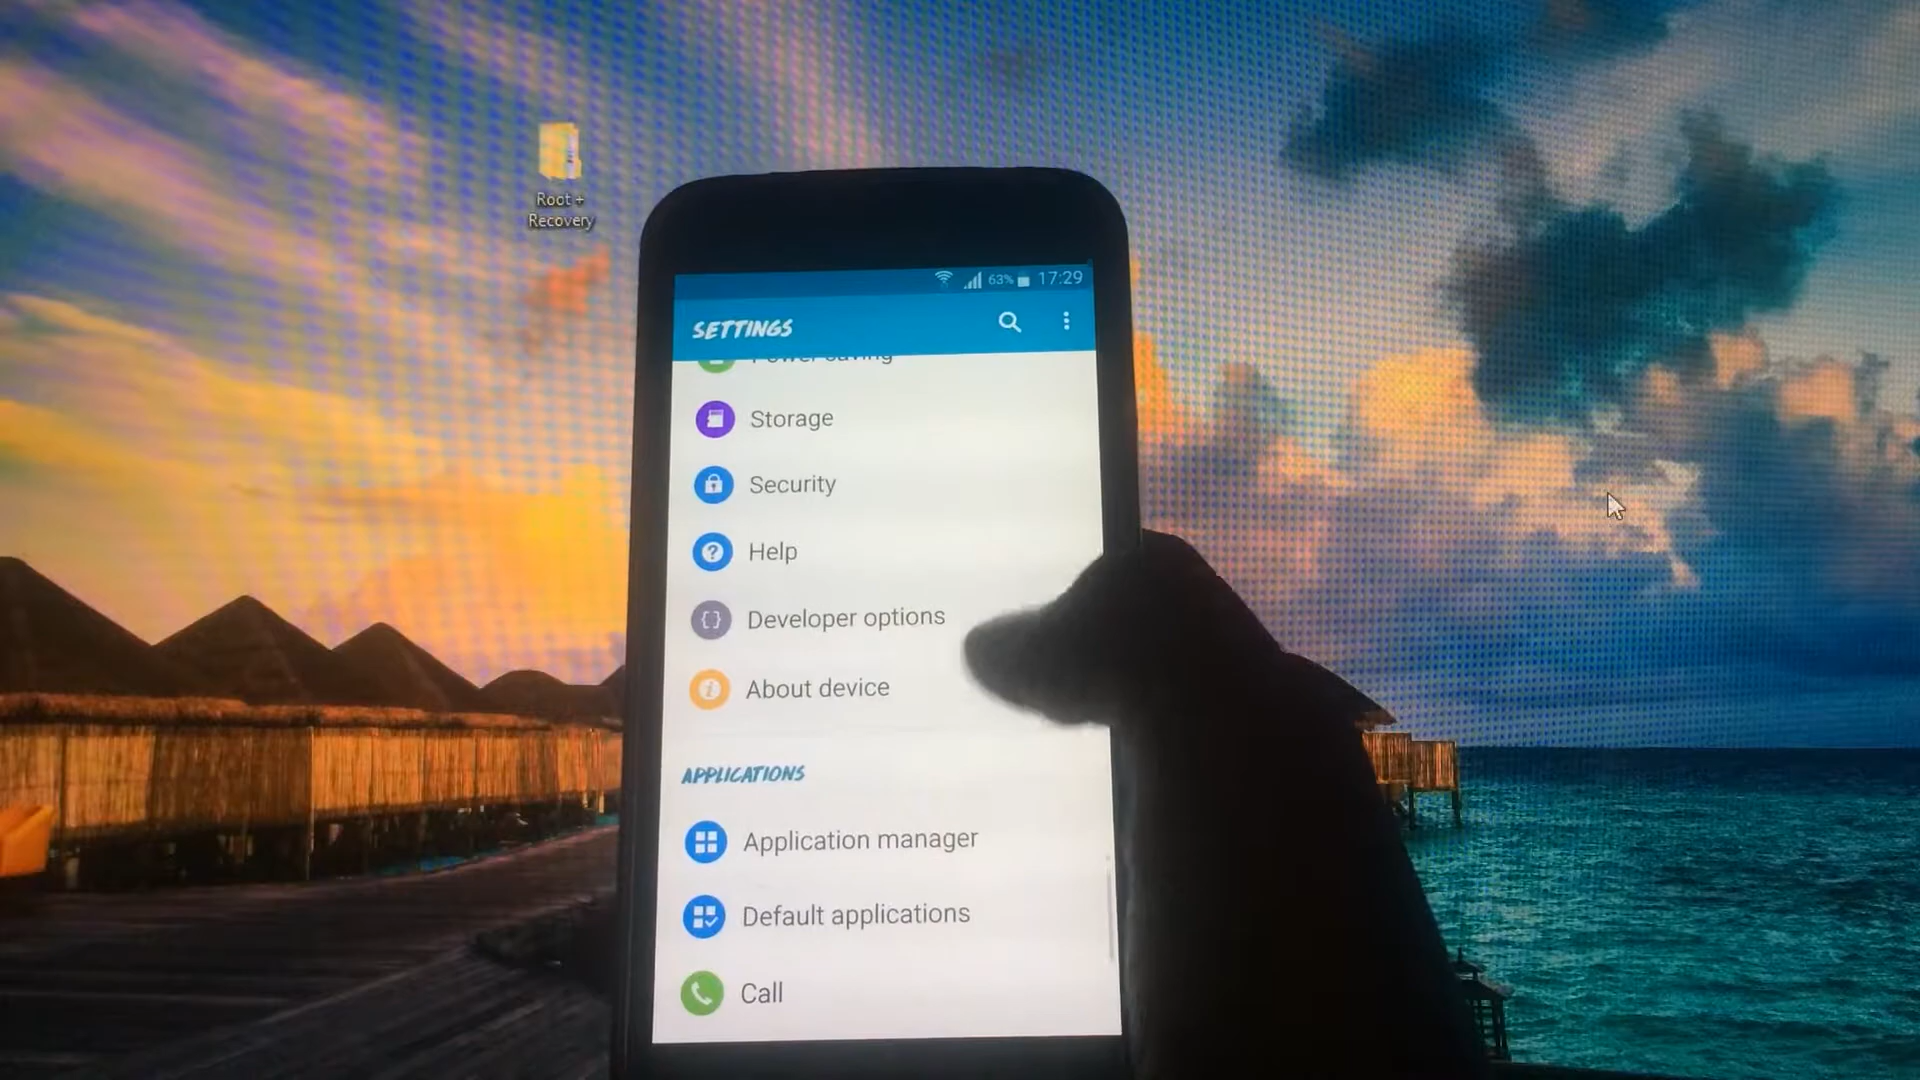 Root +
Recovery
63% 17:29
SETTINGS
Power saving
Storage
Security
Help
Developer options
About device
APPLICATIONS
Application manager
Default applications
Call